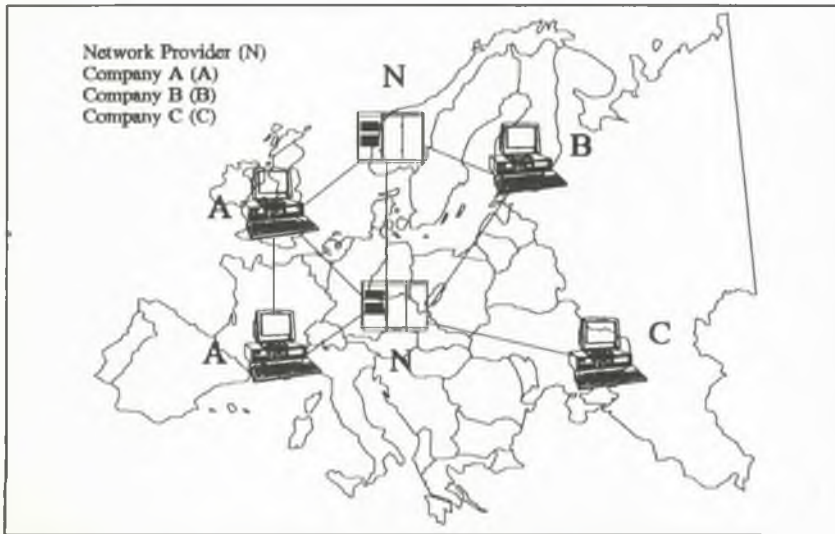 Network Provider (N)
Company A (A)
Company B (B)
Company C (C)
N
B
A
C
A
N